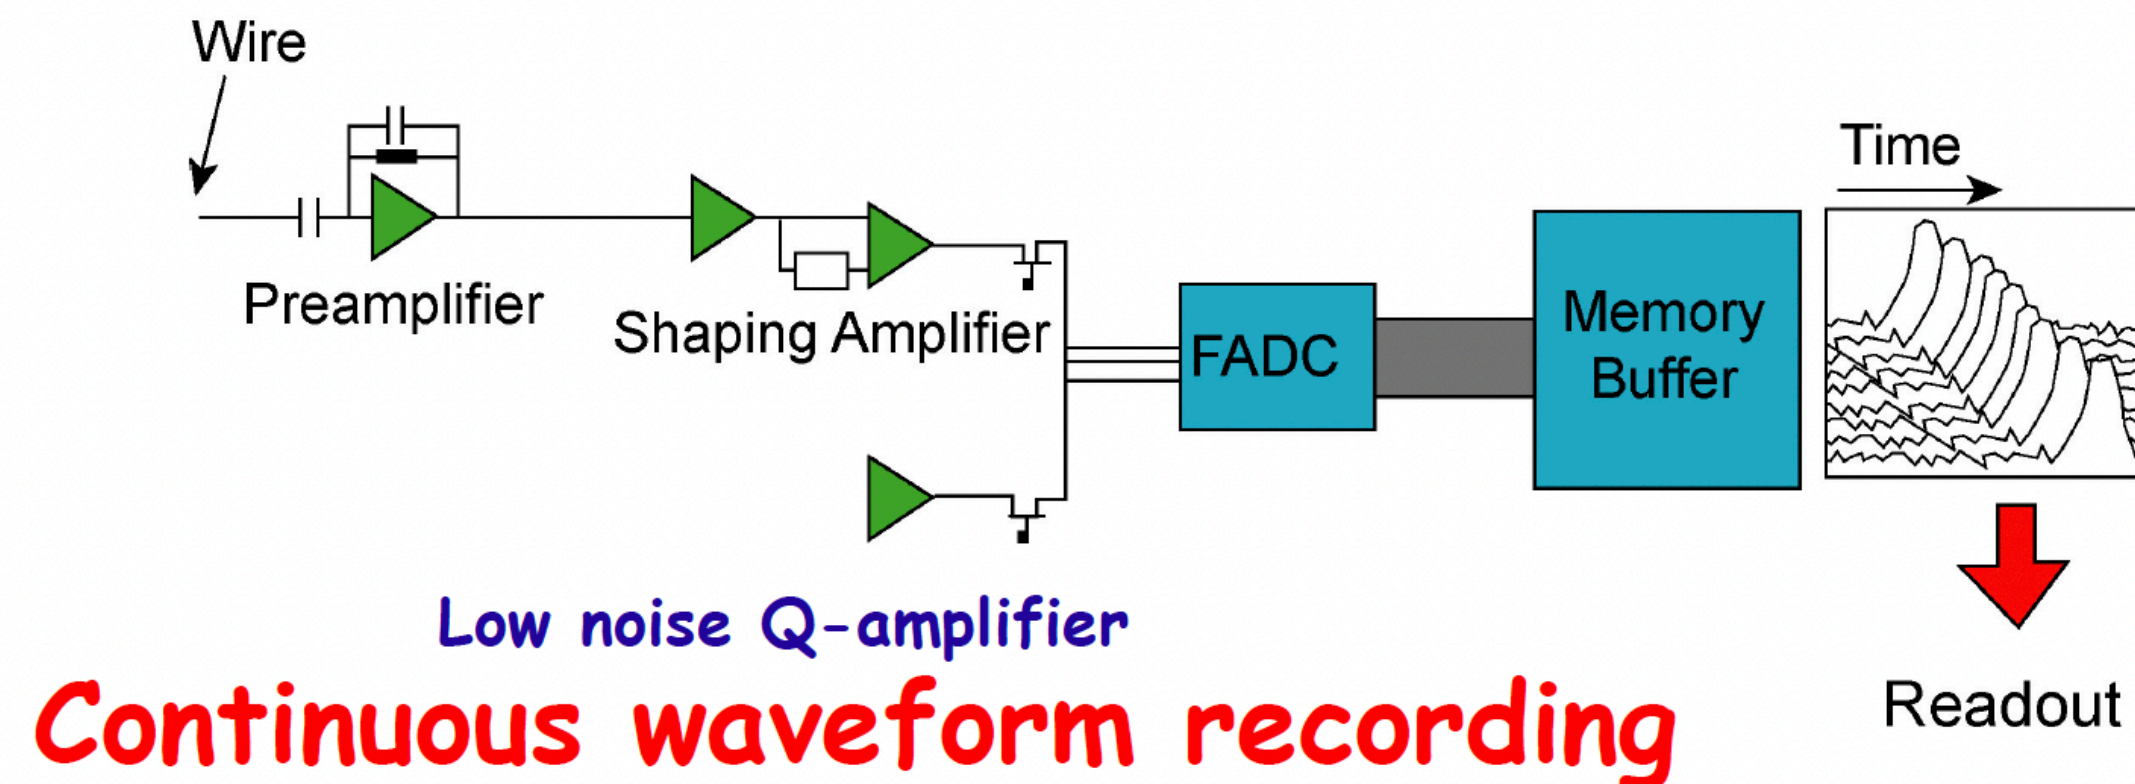 Wire
Time
Preamplifier
Shaping Amplifier
FADC
Memory
Buffer
Low noise Q-amplifier
Continuous waveform recording
Readout